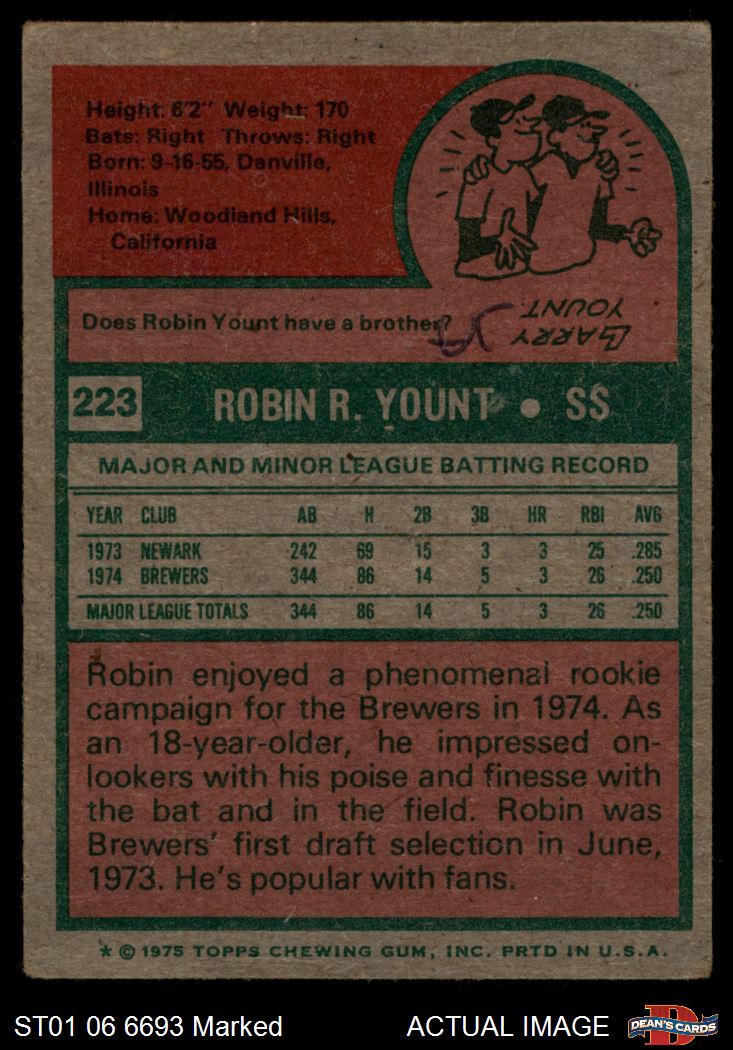 Height: 6'2" Weight: 170
Bats: Right Throws: Right
Born: 9-16-55, Danville,
Illinois
Home: Woodland Hills,
California
Does Robin Yount have a brother?
LARRY
YOUNT.
223 ROBIN R. YOUNT • SS
MAJOR AND MINOR LEAGUE BATTING RECORD
YEAR CLUB AB H 2B 3B HR RBI AVG
1973 NEWARK 242 69 15 3 3 25 .285
1974 BREWERS 344 86 14 5 3 26 .250
MAJOR LEAGUE TOTALS 344 86 14 5 3 26 .250
Robin enjoyed a phenomenal rookie
campaign for the Brewers in 1974. As
an 18-year-older, he impressed on-
lookers with his poise and finesse with
the bat and in the field. Robin was
Brewers' first draft selection in June,
1973. He's popular with fans.
* © 1975 TOPPS CHEWING GUM, INC. PRTD IN U.S.A.
ST01 06 6693 Marked ACTUAL IMAGE
DEAN'S CARDS